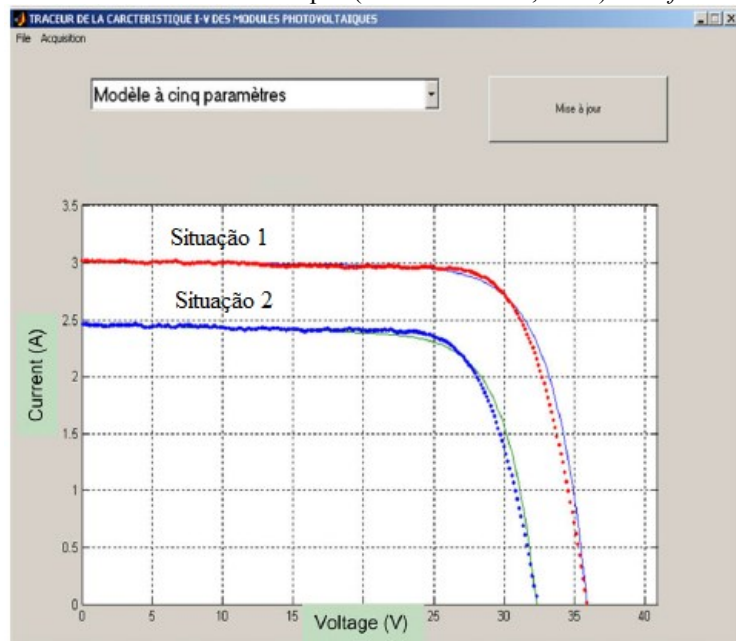 TRACEUR DE LA CARCTERISTIQUE I-V DES MODULES PHOTOVOLTAIQUES
File Acquisition
Modèle à cinq paramètres
Mise à jour
Situação 1
Situação 2
Current (A)
3.5
3
2.5
2
1.5
1
0.5
0
0 5 10 15 20 25 30 35 40
Voltage (V)